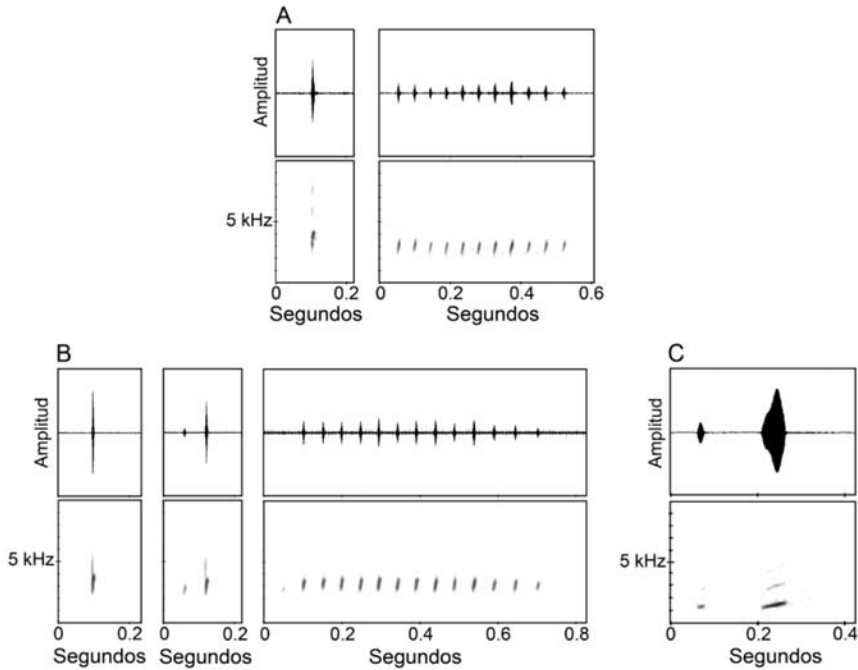 A
Amplitud
5 kHz
0 0.2 0 0.2 0.4 0.6
Segundos Segundos
B C
Amplitud Amplitud
5 kHz 5 kHz
0 0.2 0 0.2 0 0.2 0.4 0.6 0.8 0 0.2 0.4
Segundos Segundos Segundos Segundos